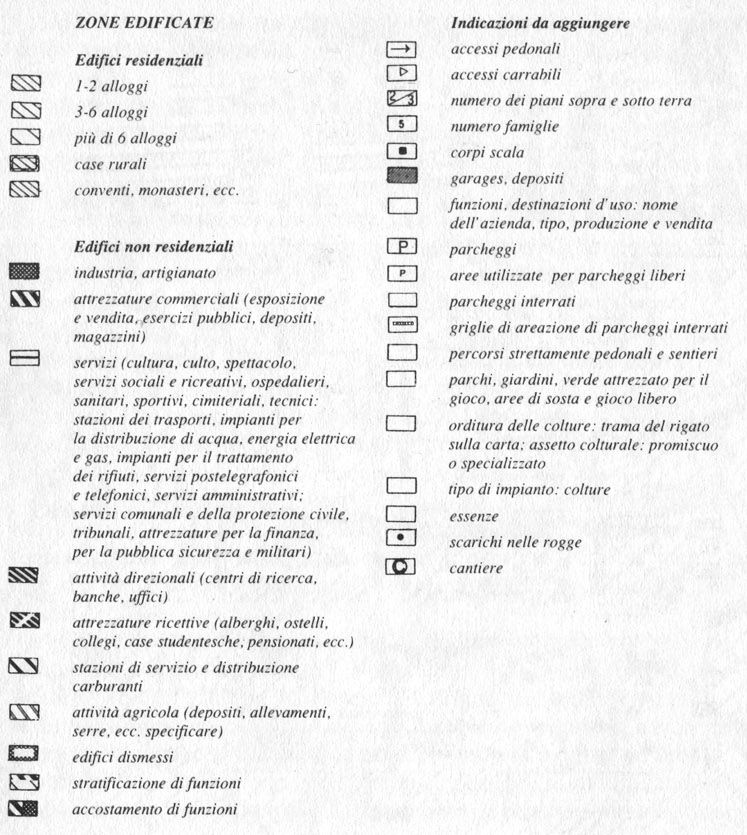 ZONE EDIFICATE
Edifici residenziali
1-2 alloggi
3-6 alloggi
più di 6 alloggi
case rurali
conventi, monasteri, ecc.
Edifici non residenziali
industria, artigianato
attrezzature commerciali (esposizione
e vendita, esercizi pubblici, depositi,
magazzini)
servizi (cultura, culto, spettacolo,
servizi sociali e ricreativi, ospedalieri,
sanitari, sportivi, cimiteriali, tecnici:
stazioni dei trasporti, impianti per
la distribuzione di acqua, energia elettrica
e gas, impianti per il trattamento
dei rifiuti, servizi postelegrafonici
e telefonici, servizi amministrativi;
servizi comunali e della protezione civile,
tribunali, attrezzature per la finanza,
per la pubblica sicurezza e militari)
attività direzionali (centri di ricerca,
banche, uffici)
attrezzature ricettive (alberghi, ostelli,
collegi, case studentesche, pensionati, ecc.)
stazioni di servizio e distribuzione
carburanti
attività agricola (depositi, allevamenti,
serre, ecc. specificare)
edifici dismessi
stratificazione di funzioni
accostamento di funzioni
Indicazioni da aggiungere
accessi pedonali
accessi carrabili
2/3 numero dei piani sopra e sotto terra
5 numero famiglie
corpi scala
garages, depositi
funzioni, destinazioni d'uso: nome
dell'azienda, tipo, produzione e vendita
P parcheggi
P aree utilizzate per parcheggi liberi
parcheggi interrati
griglie di areazione di parcheggi interrati
percorsi strettamente pedonali e sentieri
parchi, giardini, verde attrezzato per il
gioco, aree di sosta e gioco libero
orditura delle colture: trama del rigato
sulla carta; assetto colturale: promiscuo
o specializzato
tipo di impianto: colture
essenze
scarichi nelle rogge
cantiere